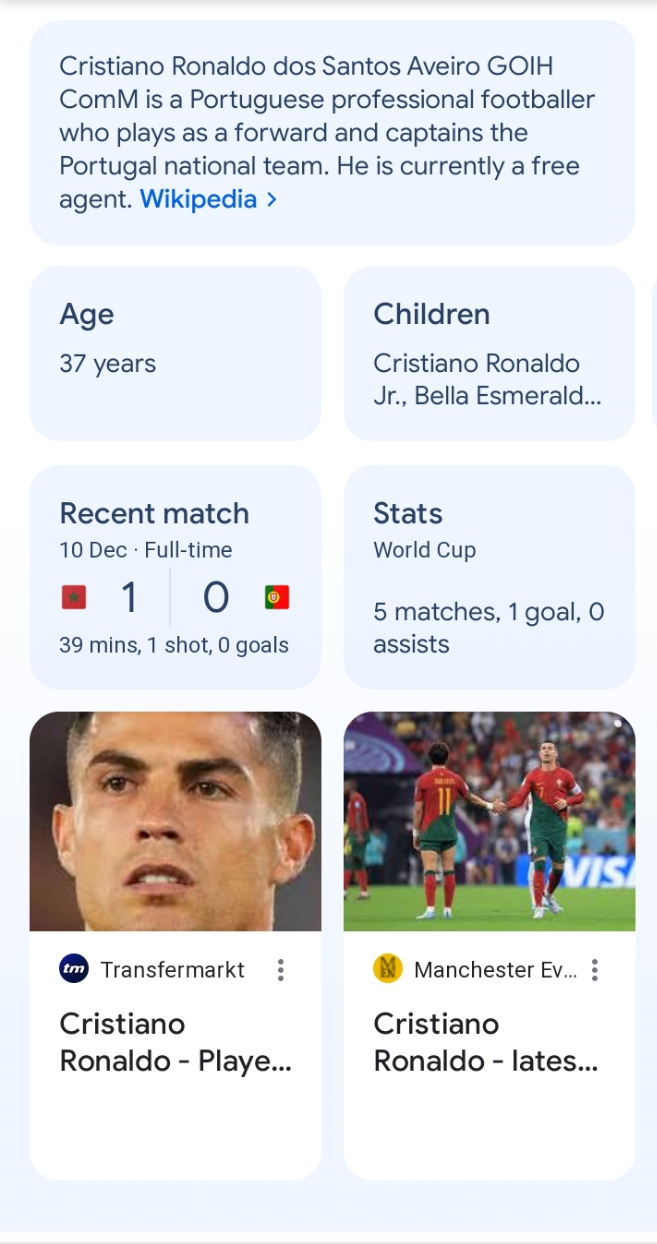 Cristiano Ronaldo dos Santos Aveiro GOIH
ComM is a Portuguese professional footballer
who plays as a forward and captains the
Portugal national team. He is currently a free
agent. Wikipedia >
Age
37 years
Children
Cristiano Ronaldo
Jr., Bella Esmerald...
Recent match
10 Dec · Full-time
1 0
39 mins, 1 shot, 0 goals
Stats
World Cup
5 matches, 1 goal, 0
assists
11
7
VISA
tm Transfermarkt
Cristiano
Ronaldo - Playe...
MEN Manchester Ev...
Cristiano
Ronaldo - lates...